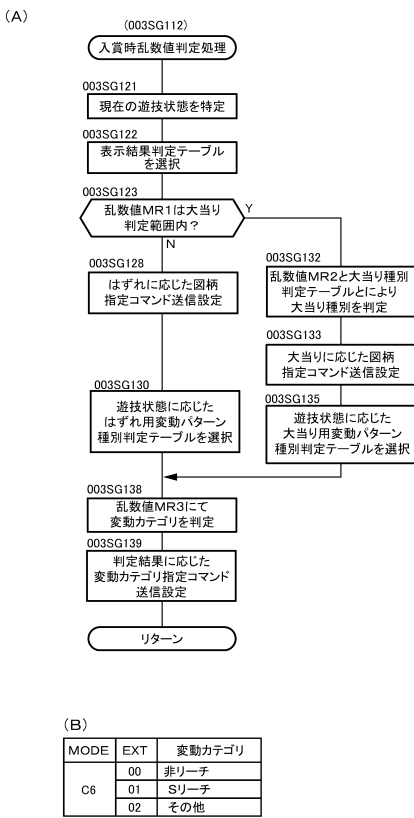 (A)
(003SG112)
入賞時乱数値判定処理
003SG121
現在の遊技状態を特定
003SG122
表示結果判定テーブル
を選択
003SG123
乱数値MR1は大当り
判定範囲内?
Y
N
003SG128
はずれに応じた図柄
指定コマンド送信設定
003SG132
乱数値MR2と大当り種別
判定テーブルとにより
大当り種別を判定
003SG133
大当りに応じた図柄
指定コマンド送信設定
003SG130
遊技状態に応じた
はずれ用変動パターン
種別判定テーブルを選択
003SG135
遊技状態に応じた
大当り用変動パターン
種別判定テーブルを選択
003SG138
乱数値MR3にて
変動カテゴリを判定
003SG139
判定結果に応じた
変動カテゴリ指定コマンド
送信設定
リターン
(B)
MODE EXT 変動カテゴリ
C6 00 非リーチ
01 Sリーチ
02 その他